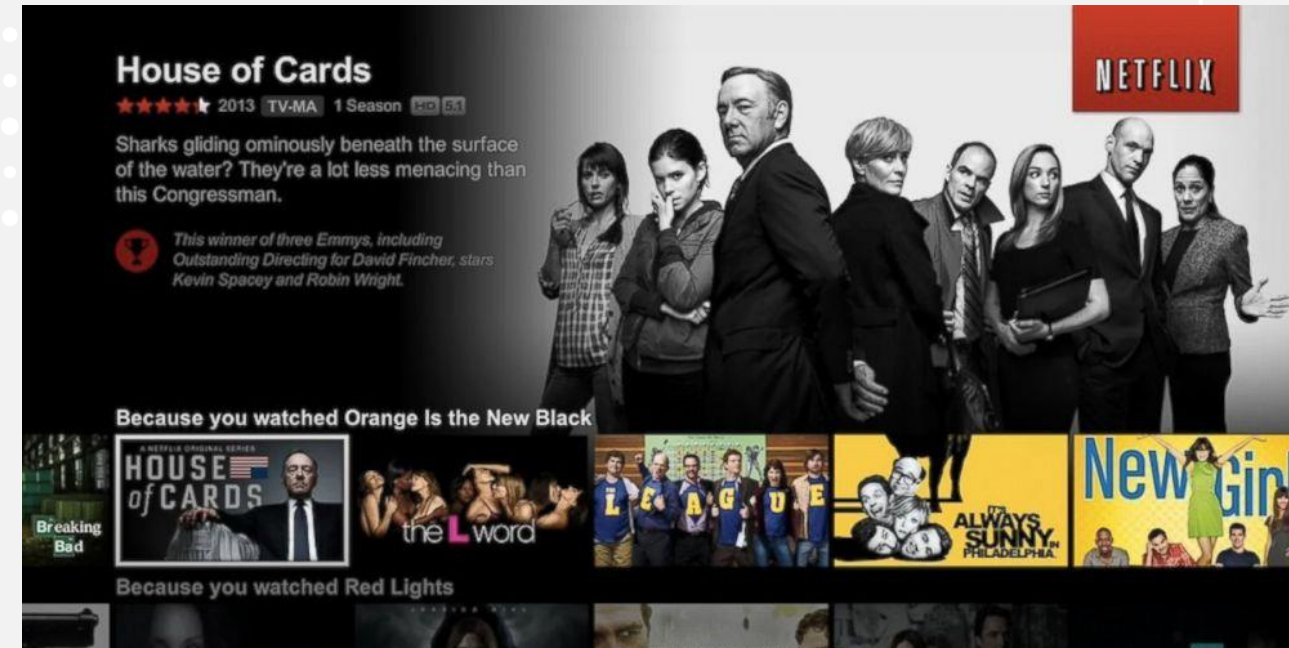 House of Cards
2013 TV-MA 1 Season HD 5.1
Sharks gliding ominously beneath the surface
of the water? They're a lot less menacing than
this Congressman.
This winner of three Emmys, including
Outstanding Directing for David Fincher, stars
Kevin Spacey and Robin Wright.
NETFLIX
Because you watched Orange Is the New Black
Breaking
Bad
A NETFLIX ORIGINAL SERIES
HOUSE
of CARDS
the L word
THE
LEAGUE
IT'S
ALWAYS
SUNNY IN
PHILADELPHIA
New Girl
Because you watched Red Lights